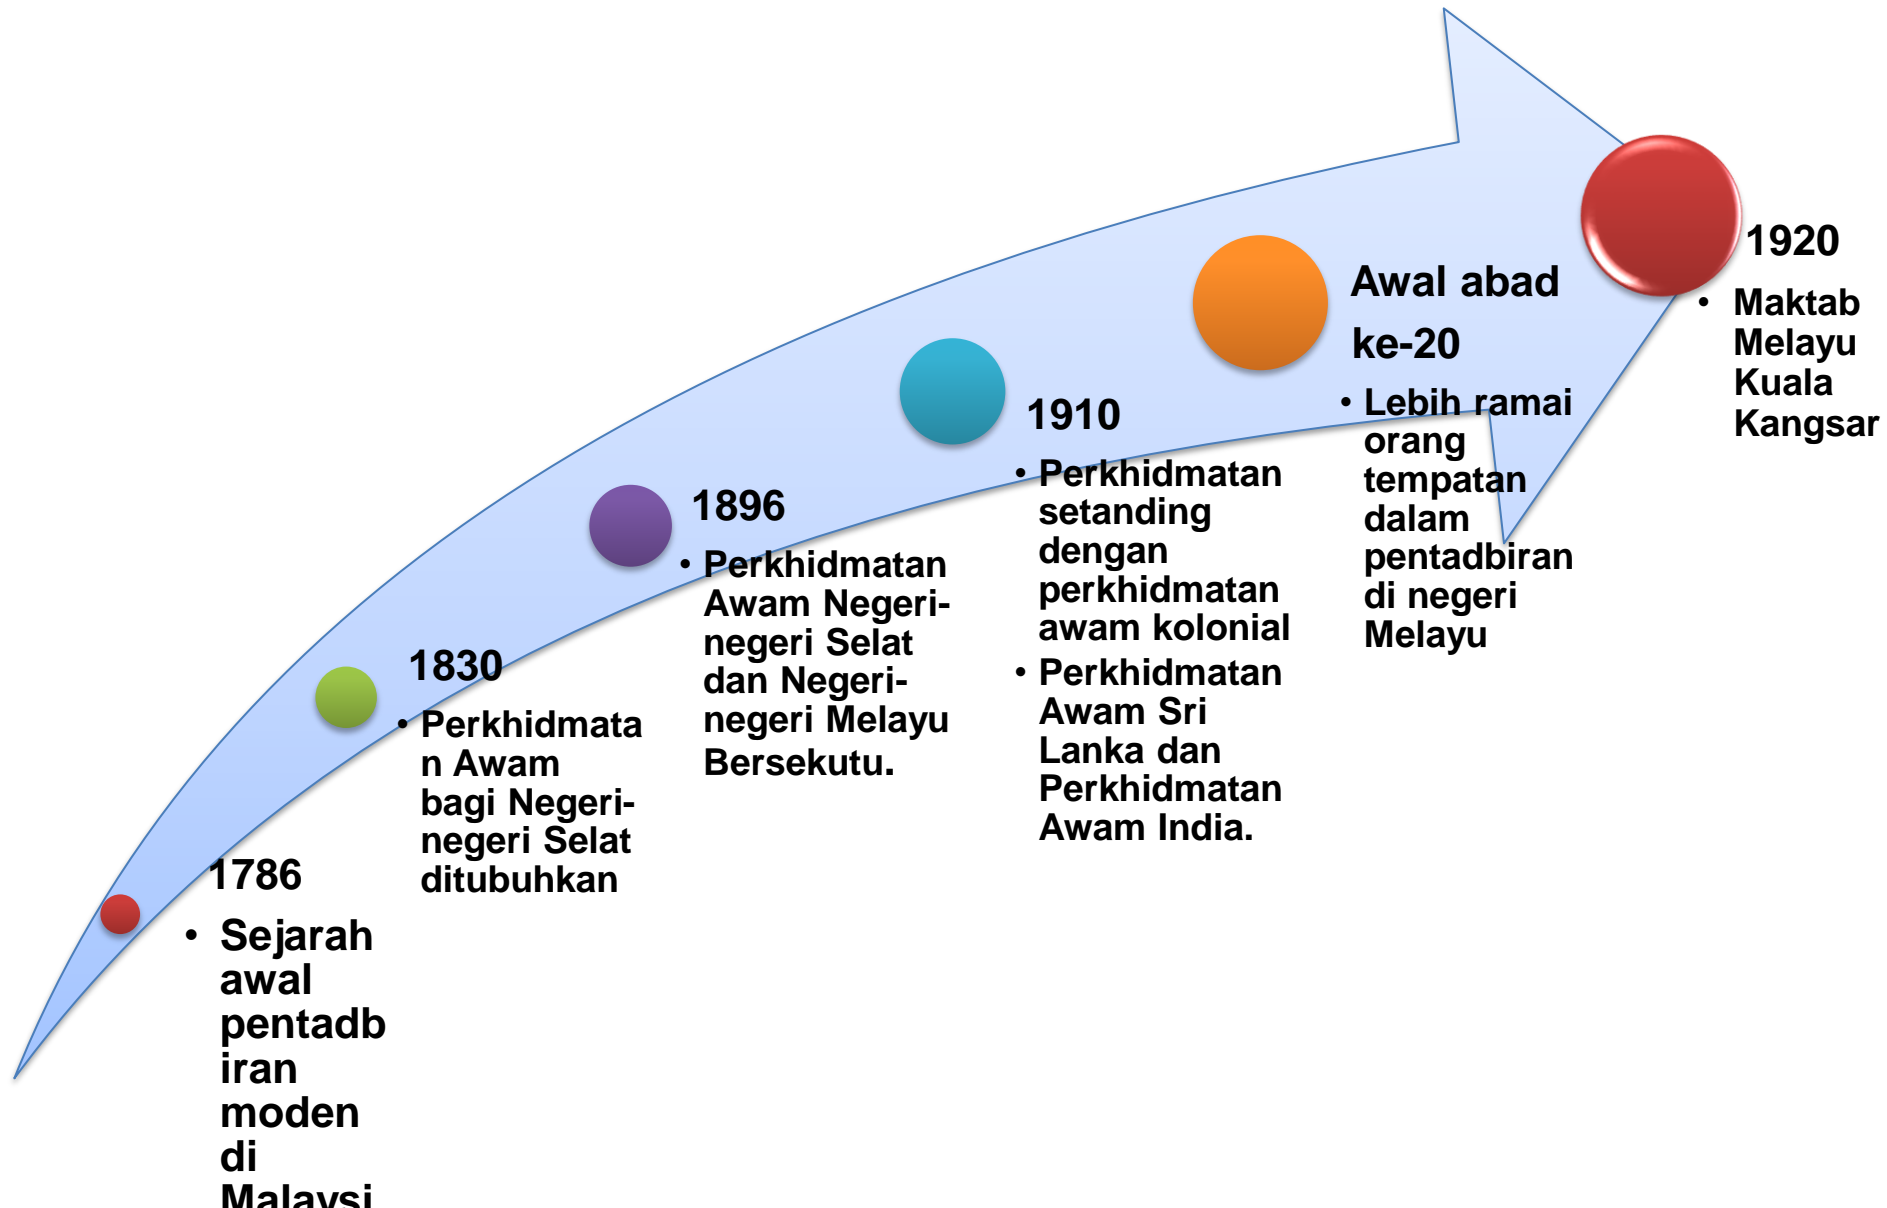 1786
• Sejarah
awal
pentadb
iran
moden
di
Malaysi
1830
• Perkhidmata
n Awam
bagi Negeri-
negeri Selat
ditubuhkan
1896
• Perkhidmatan
Awam Negeri-
negeri Selat
dan Negeri-
negeri Melayu
Bersekutu.
1910
• Perkhidmatan
setanding
dengan
perkhidmatan
awam kolonial
• Perkhidmatan
Awam Sri
Lanka dan
Perkhidmatan
Awam India.
Awal abad
ke-20
• Lebih ramai
orang
tempatan
dalam
pentadbiran
di negeri
Melayu
1920
• Maktab
Melayu
Kuala
Kangsar